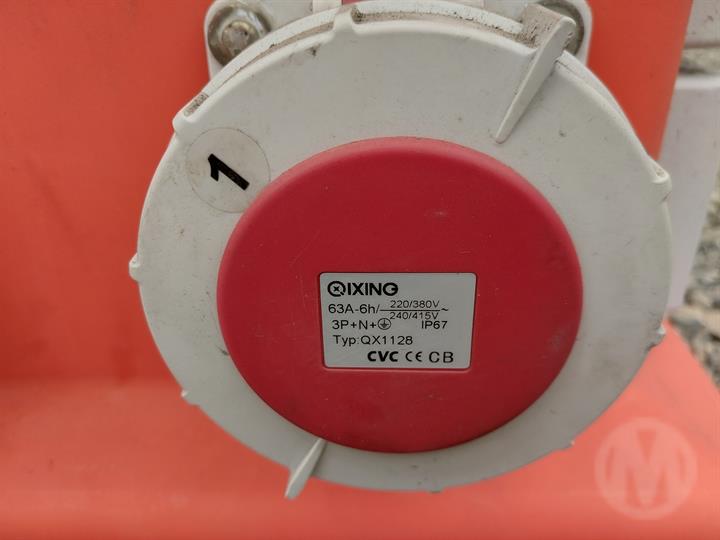 1
QIXING
63A-6h/ 220/380V~
240/415V
3P+N+⏚ IP67
Typ:QX1128
CVC CE CB
M